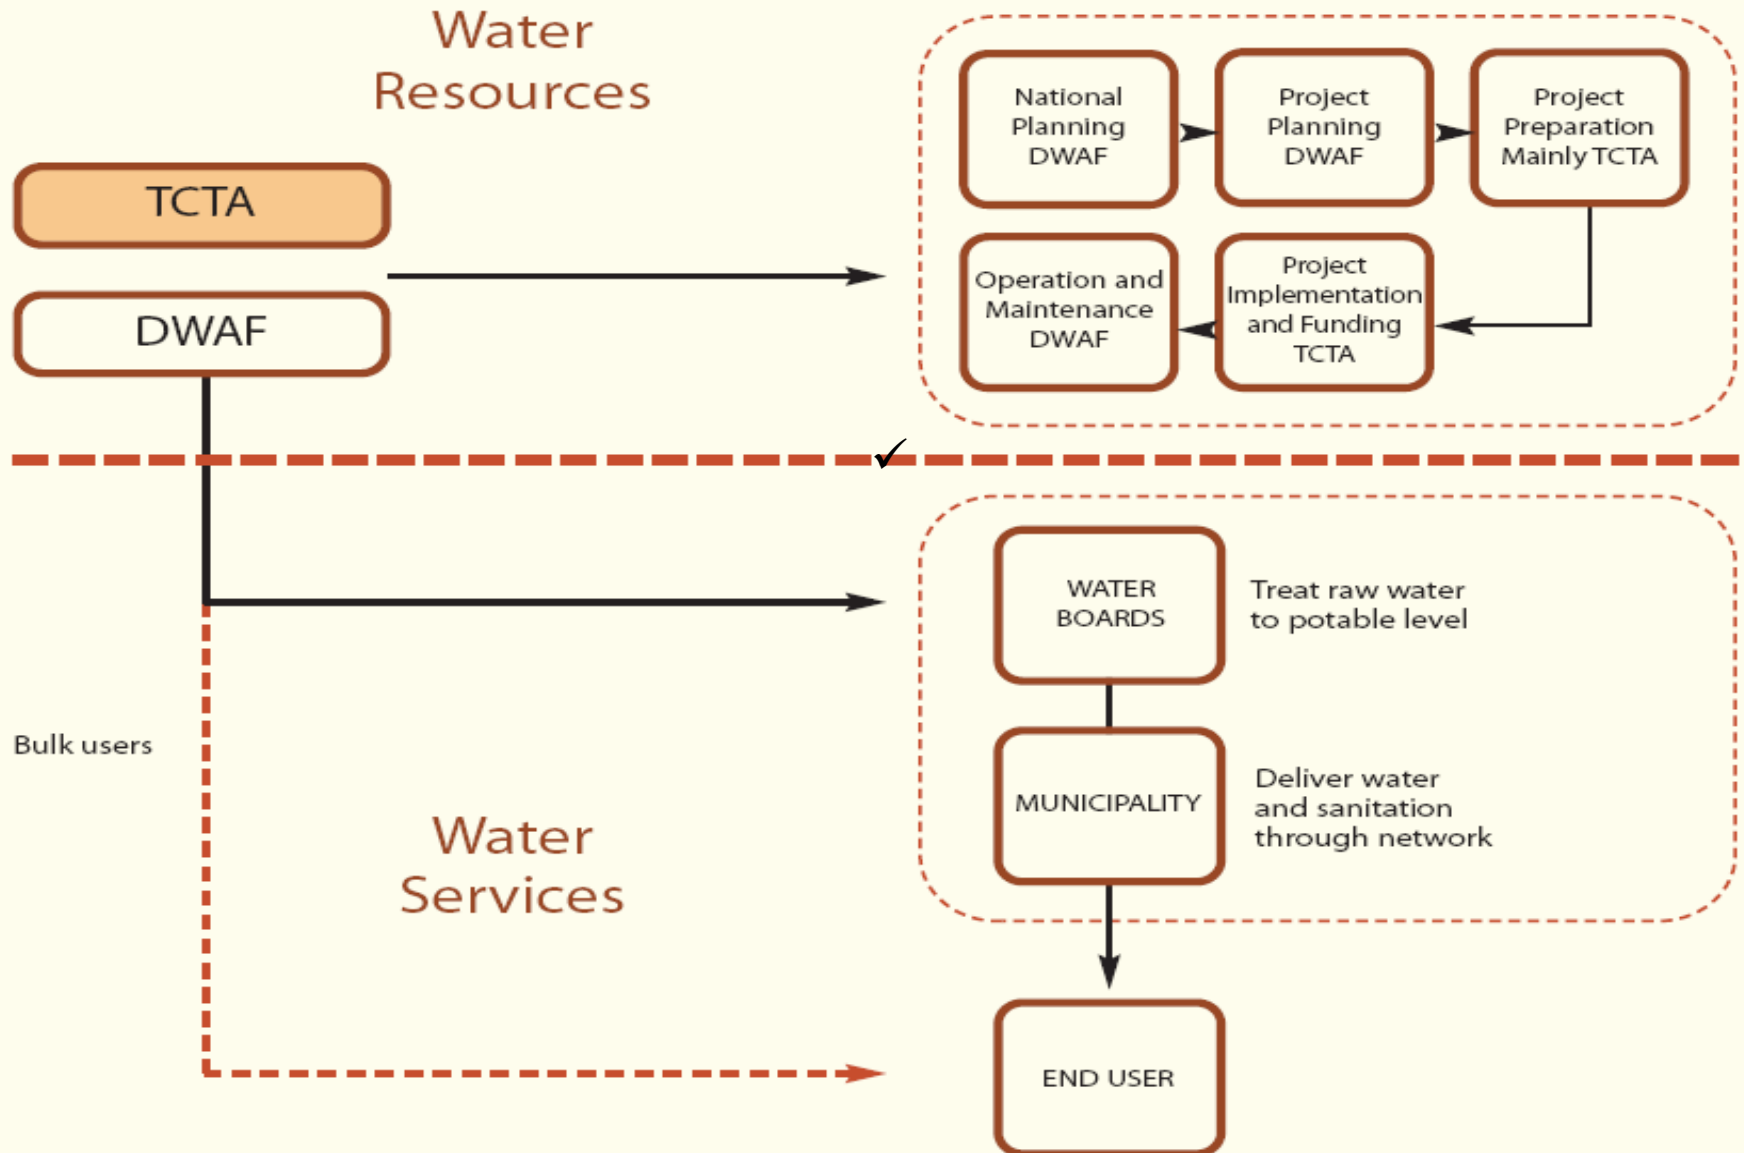 Water
Resources
TCTA
DWAF
National
Planning
DWAF
Project
Planning
DWAF
Project
Preparation
Mainly TCTA
Operation and
Maintenance
DWAF
Project
Implementation
and Funding
TCTA
WATER
BOARDS
Treat raw water
to potable level
Bulk users
MUNICIPALITY
Deliver water
and sanitation
through network
Water
Services
END USER